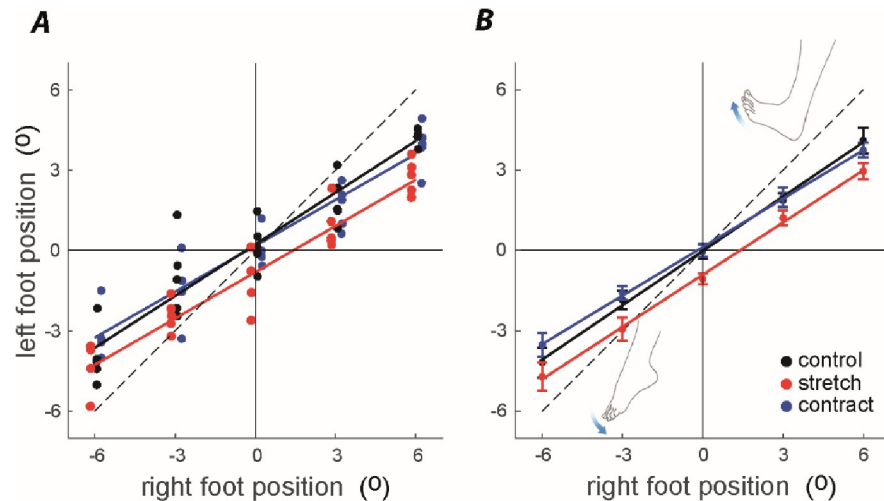 A
6
3
0
-3
-6
-6
-3
0
3
6
left foot position (o)
right foot position (o)
B
6
3
0
-3
-6
-6
-3
0
3
6
right foot position (o)
control
stretch
contract